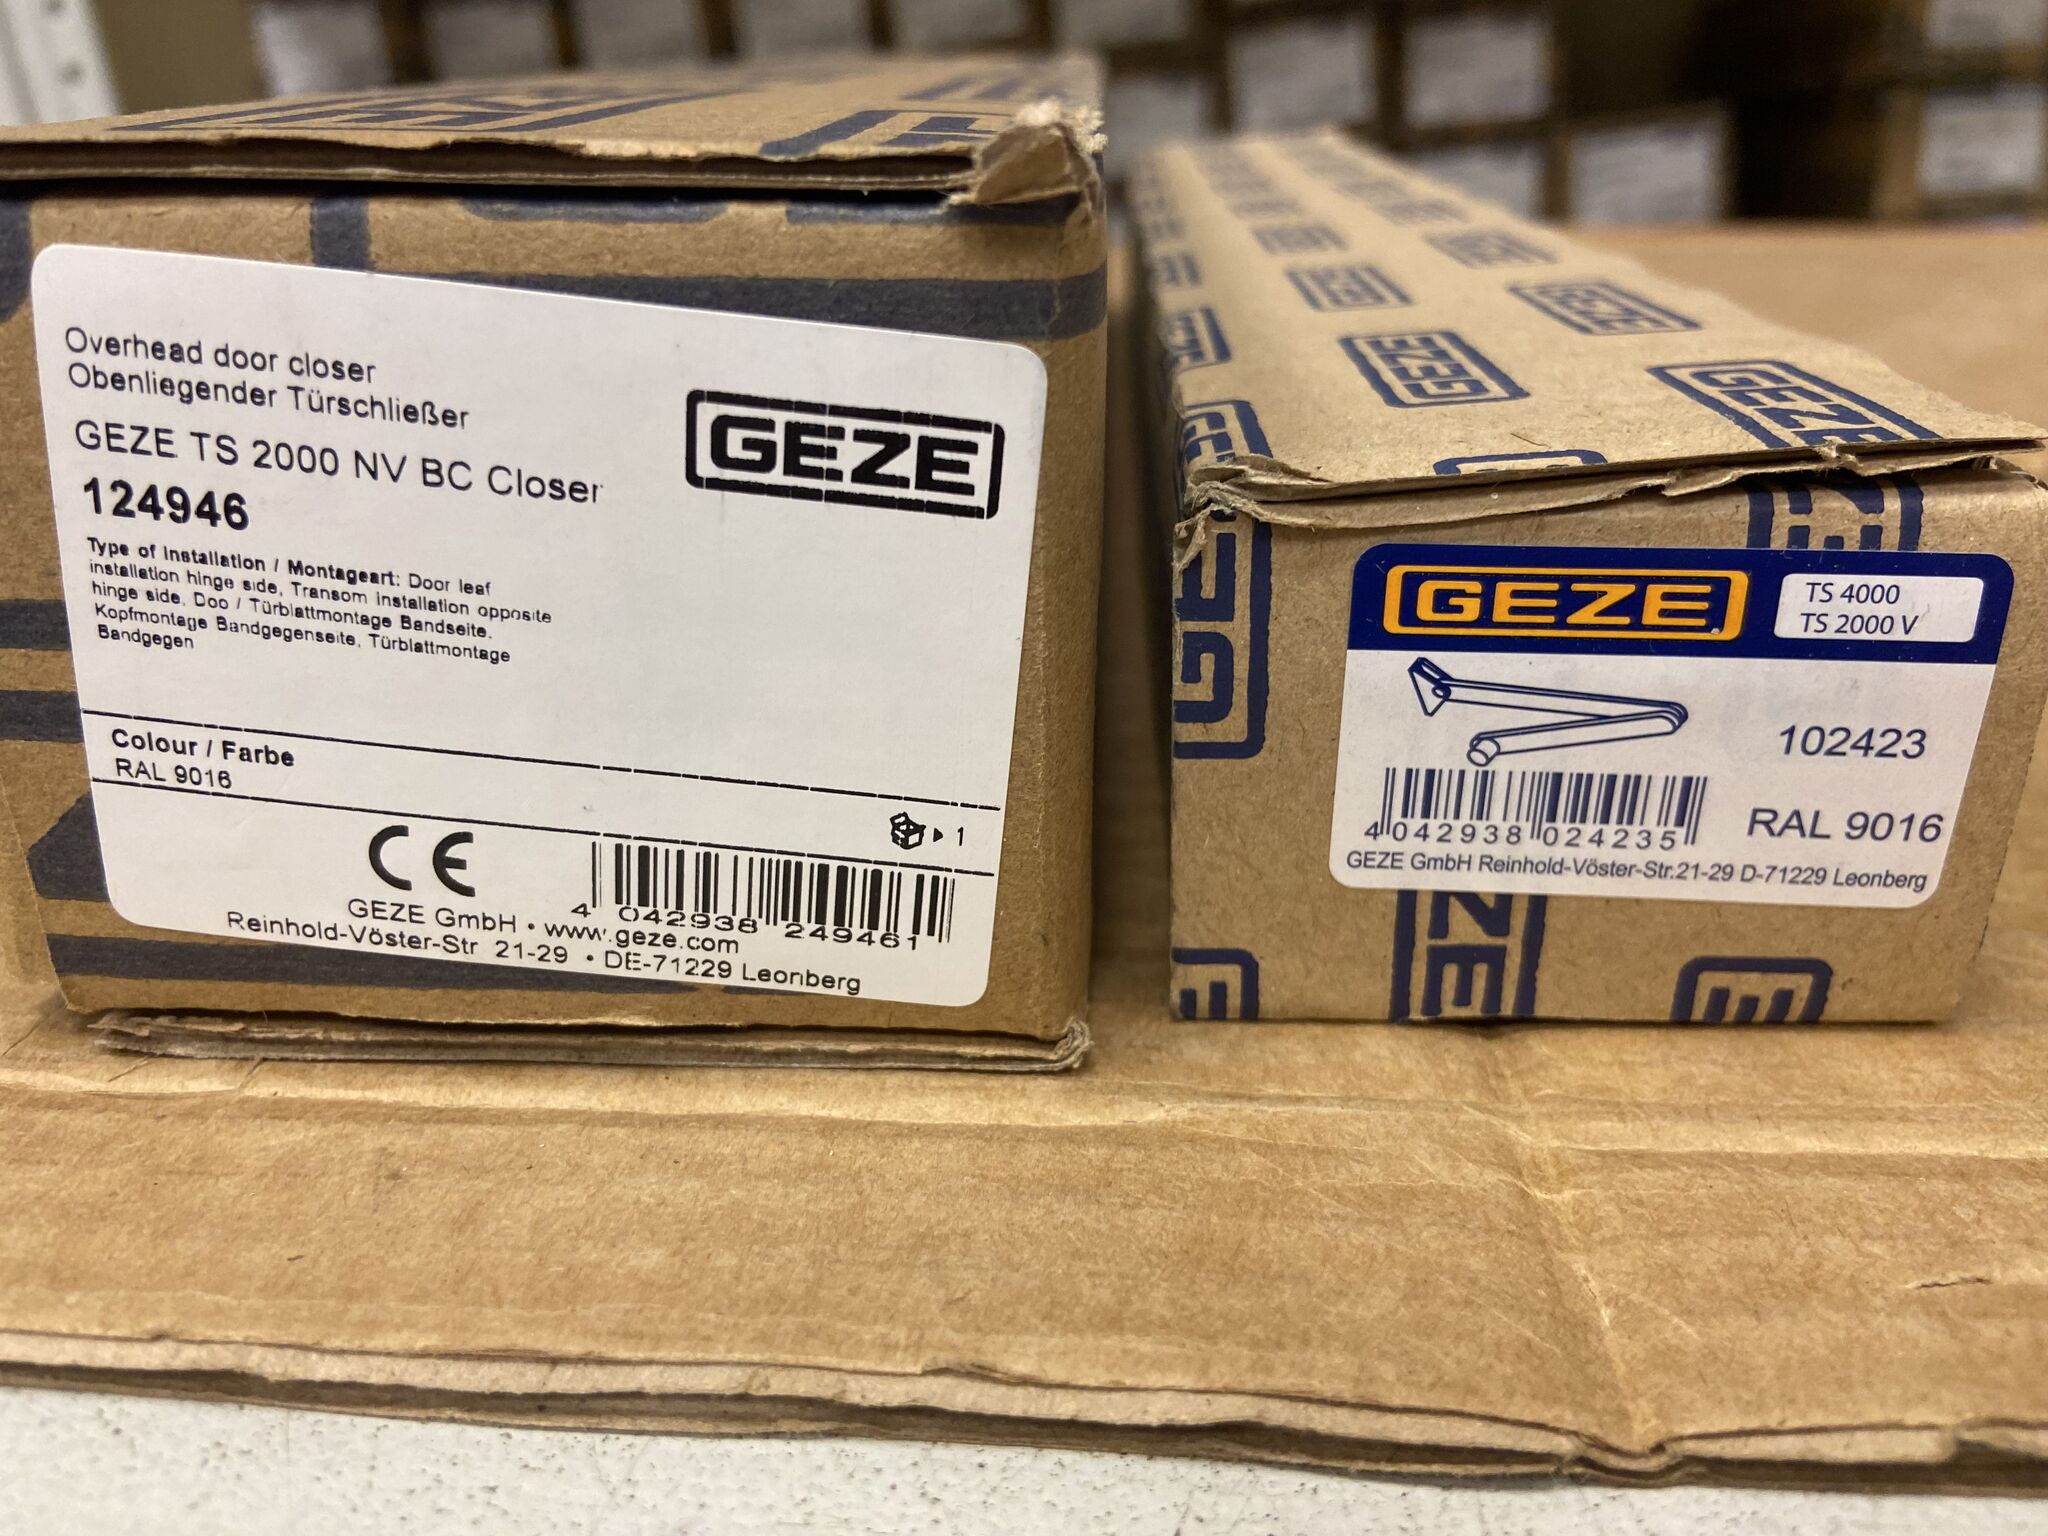 Overhead door closer
Obenliegender Türschließer
GEZE TS 2000 NV BC Closer
124946
GEZE
Type of installation / Montageart: Door leaf
installation hinge side, Transom installation opposite
hinge side, Doo / Türblattmontage Bandseite,
Kopfmontage Bandgegenseite, Türblattmontage
Bandgegen
Colour / Farbe
RAL 9016
1
CE
4 042938 249461
GEZE GmbH • www.geze.com
Reinhold-Vöster-Str 21-29 • DE-71229 Leonberg
GEZE
GEZE
GEZE
GEZE
GEZE
TS 4000
TS 2000 V
102423
4 042938 024235
RAL 9016
GEZE GmbH Reinhold-Vöster-Str.21-29 D-71229 Leonberg